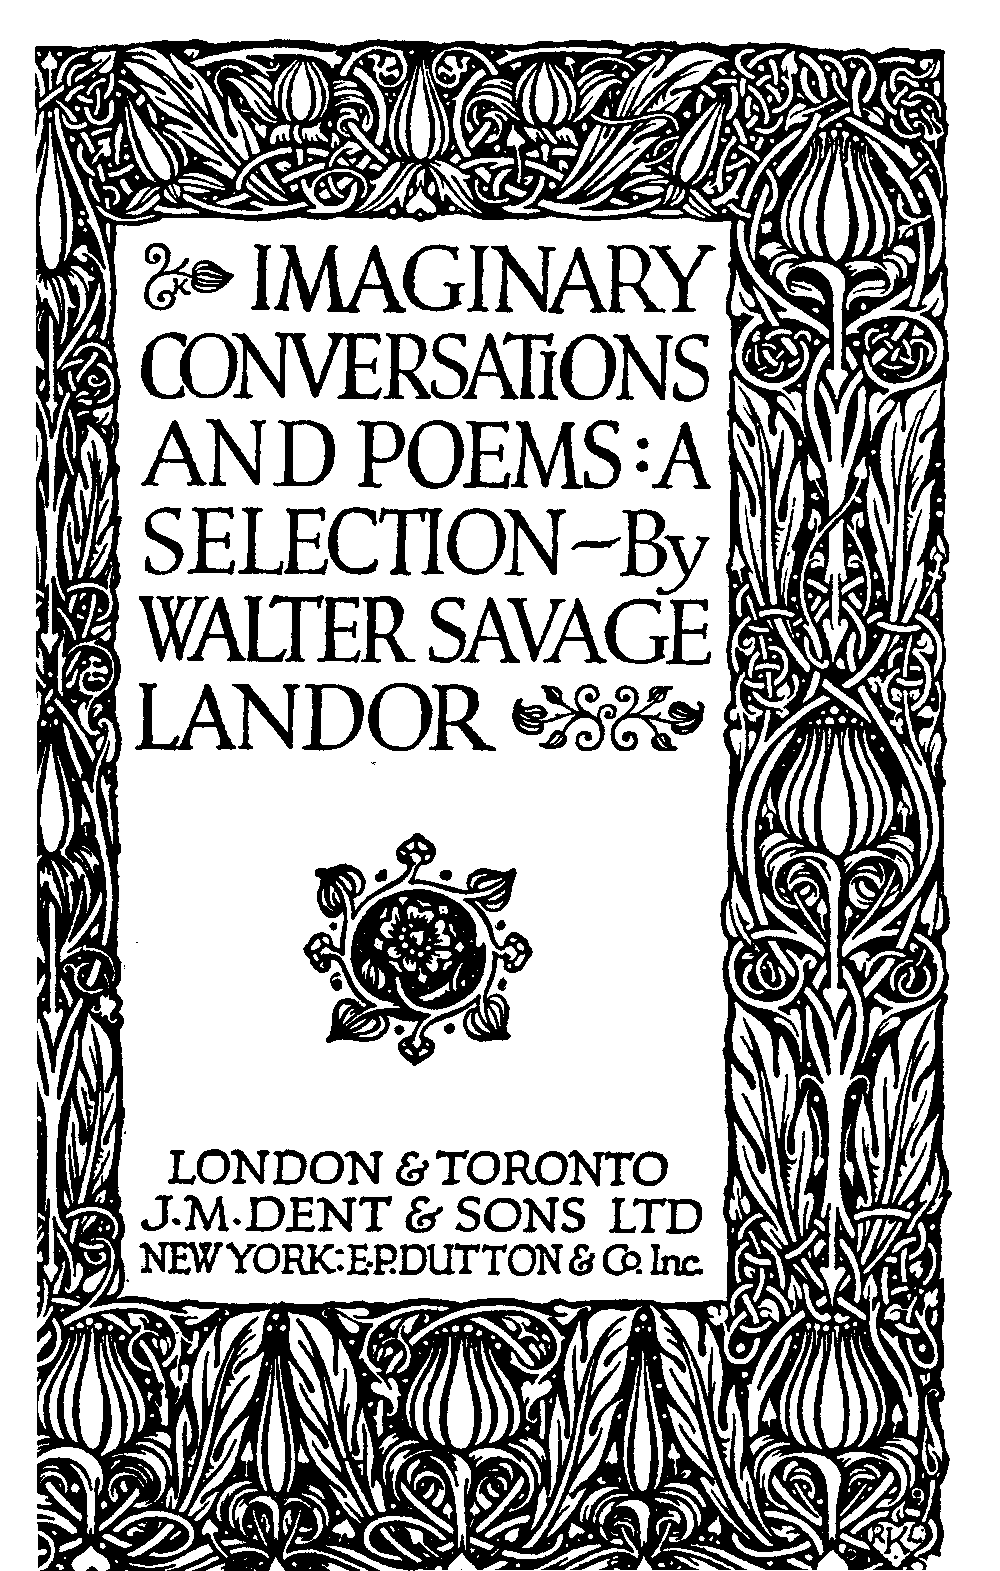 IMAGINARY
CONVERSATiONS
AND POEMS : A
SELECTION ~ By
WALTER SAVAGE
LANDOR
LONDON & TORONTO
J.M. DENT & SONS LTD
NEW YORK: E.P. DUTTON & Co. Inc.